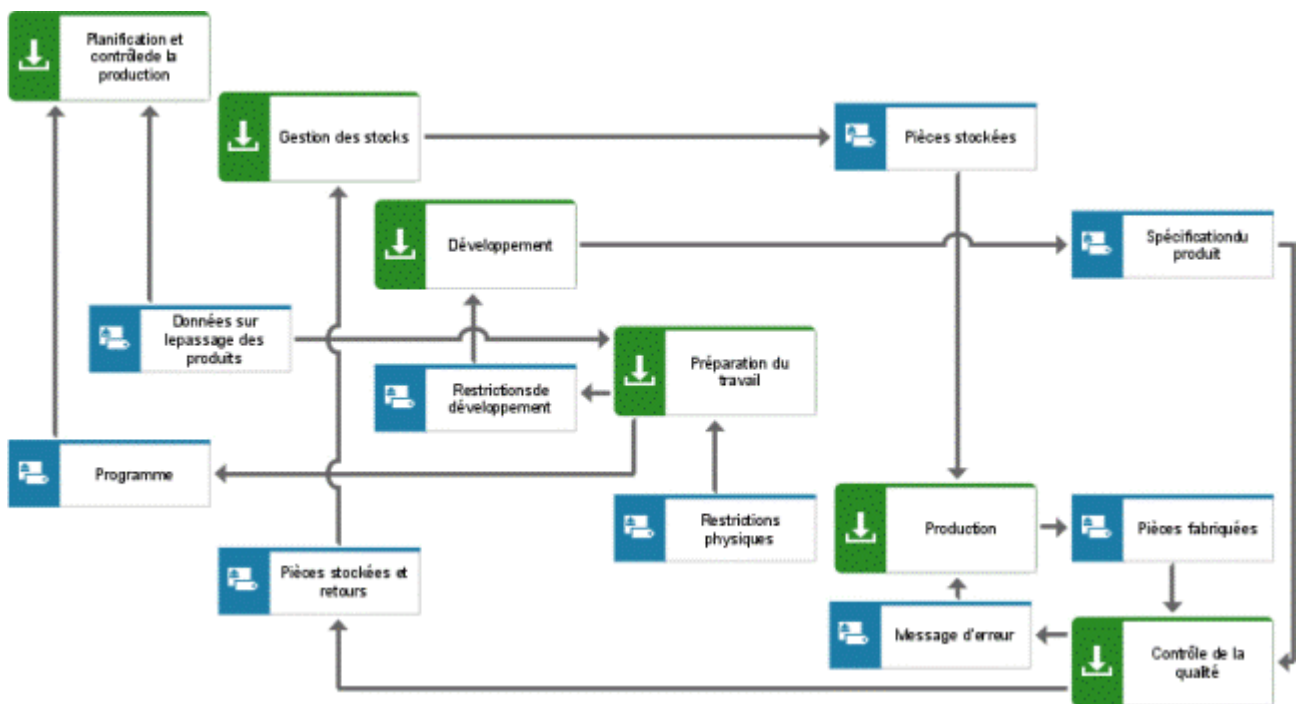 Planification et
contrôlede la
production
Gestion des stocks
Pièces stockées
Développement
Spécificationdu
produit
Données sur
lepassage des
produits
Préparation du
travail
Restrictionsde
développement
Programme
Restrictions
physiques
Production
Pièces fabriquées
Pièces stockées et
retours
Message d'erreur
Contrôle de la
qualité